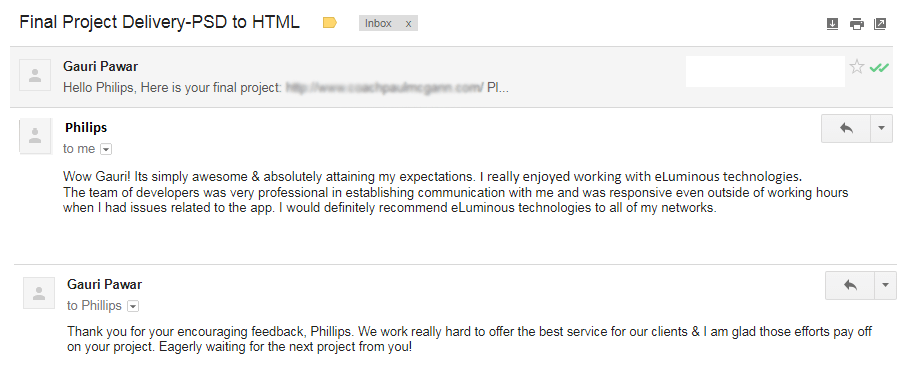 Final Project Delivery-PSD to HTML Inbox x
Gauri Pawar
Hello Philips, Here is your final project: Pl...
Philips
to me
Wow Gauri! Its simply awesome & absolutely attaining my expectations. I really enjoyed working with eLuminous technologies.
The team of developers was very professional in establishing communication with me and was responsive even outside of working hours
when I had issues related to the app. I would definitely recommend eLuminous technologies to all of my networks.
Gauri Pawar
to Phillips
Thank you for your encouraging feedback, Phillips. We work really hard to offer the best service for our clients & I am glad those efforts pay off
on your project. Eagerly waiting for the next project from you!